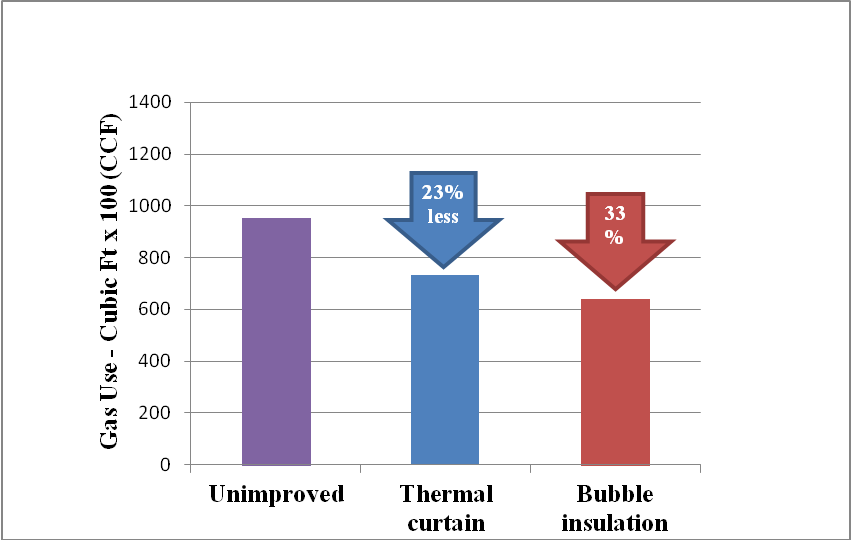 Gas Use - Cubic Ft x 100 (CCF)
1400
1200
1000
800
600
400
200
0
23%
less
33
%
Unimproved
Thermal
curtain
Bubble
insulation